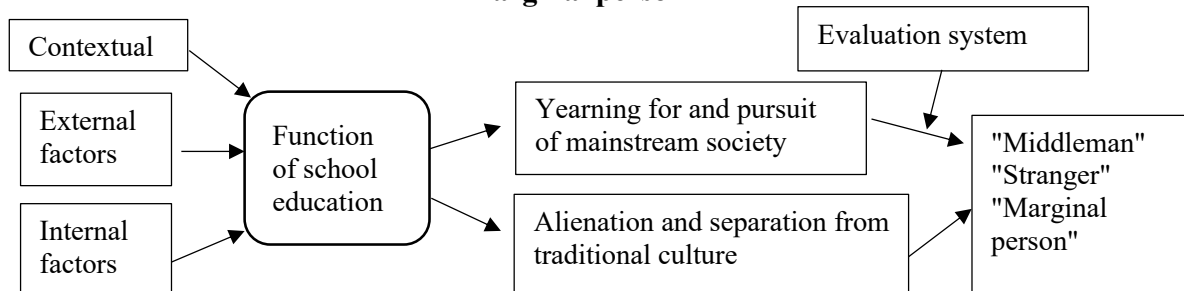 Contextual
Evaluation system
External
factors
Function
of school
education
Yearning for and pursuit
of mainstream society
"Middleman"
"Stranger"
"Marginal
person"
Internal
factors
Alienation and separation from
traditional culture